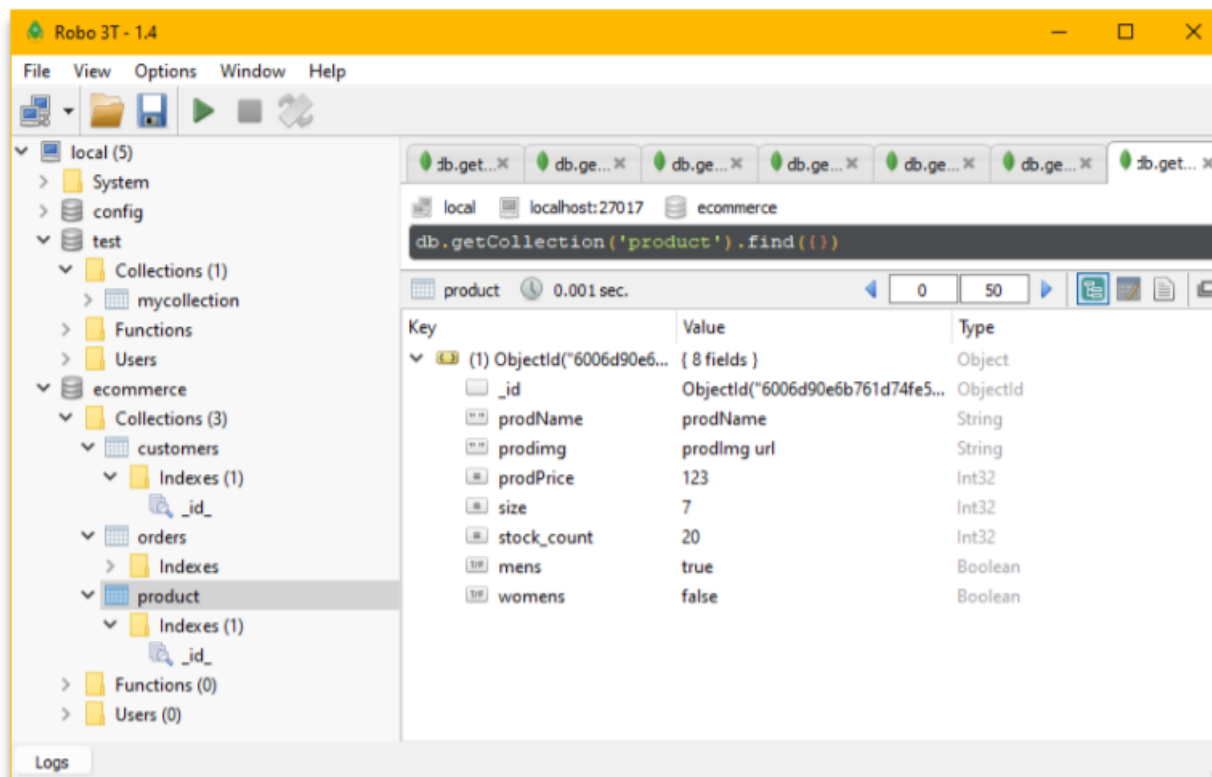 Robo 3T - 1.4
File View Options Window Help
local (5)
System
config
test
Collections (1)
mycollection
Functions
Users
ecommerce
Collections (3)
customers
Indexes (1)
_id_
orders
Indexes
product
Indexes (1)
_id_
Functions (0)
Users (0)
Logs
db.get... db.ge... db.ge... db.ge... db.ge... db.ge... db.get...
local localhost:27017 ecommerce
db.getCollection('product').find({})
product 0.001 sec. 0 50
Key Value Type
(1) ObjectId("6006d90e6... { 8 fields } Object
_id ObjectId("6006d90e6b761d74fe5... ObjectId
prodName prodName String
prodimg prodImg url String
prodPrice 123 Int32
size 7 Int32
stock_count 20 Int32
mens true Boolean
womens false Boolean